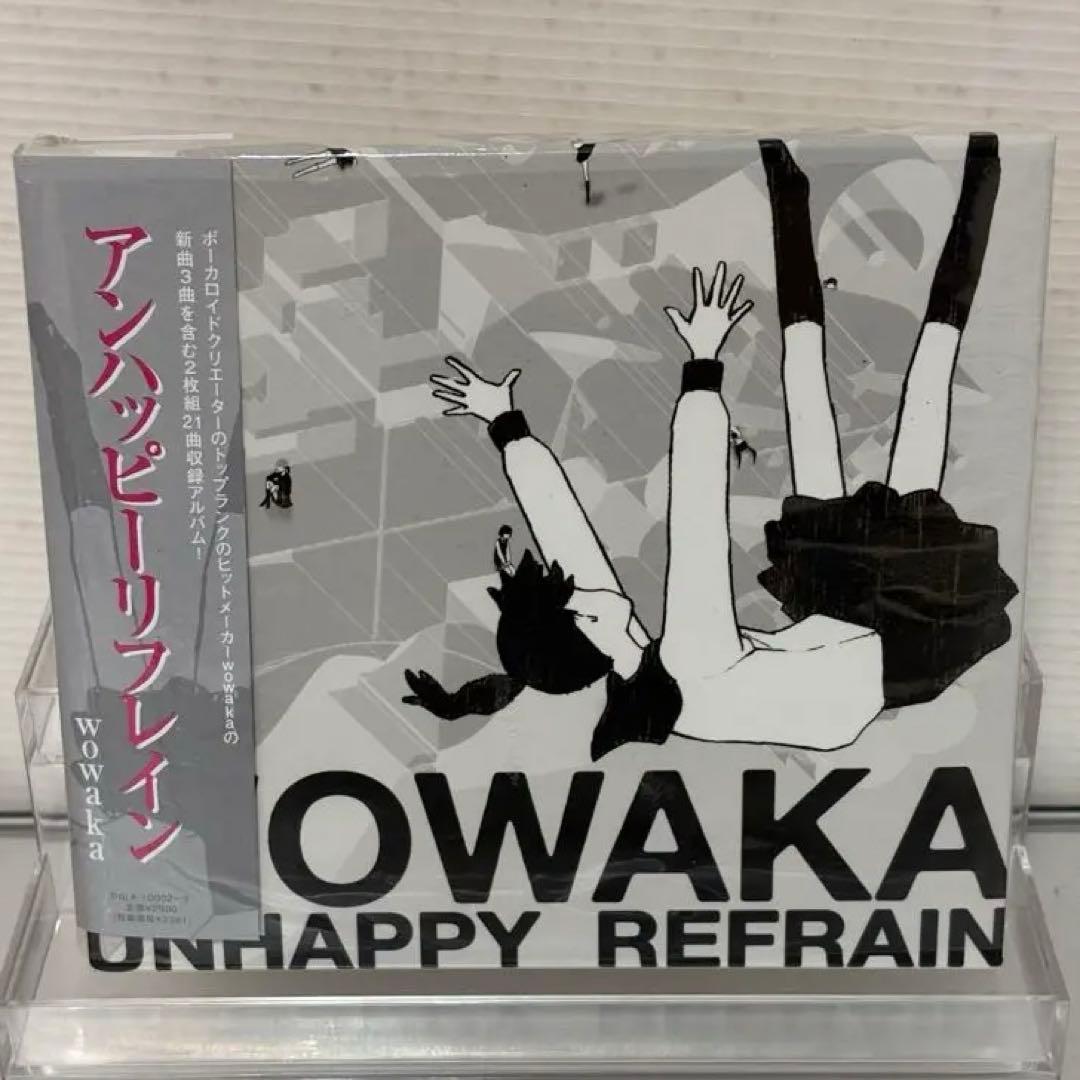 アンハッピーリフレイン
wowaka
ボーカロイドクリエーターのトップランクのヒットメーカーwowakaの
新曲3曲を含む2枚組21曲収録アルバム!
OWAKA
UNHAPPY REFRAIN